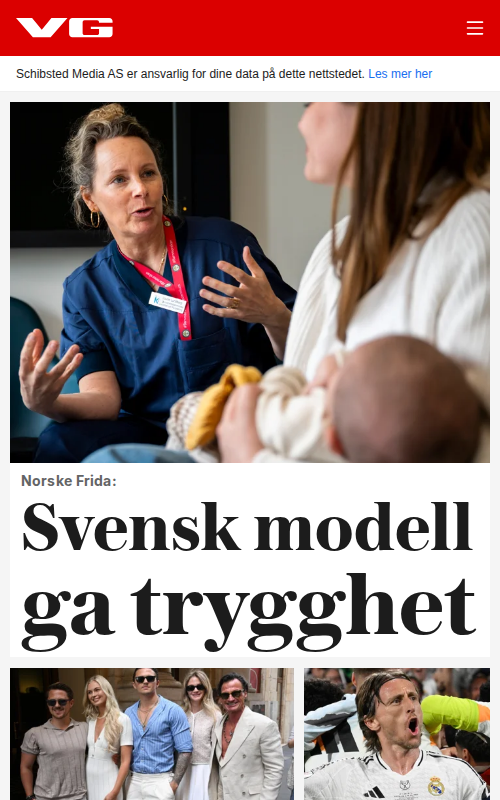 VG
Schibsted Media AS er ansvarlig for dine data på dette nettstedet. Les mer her
Norske Frida:
Svensk modell
ga trygghet